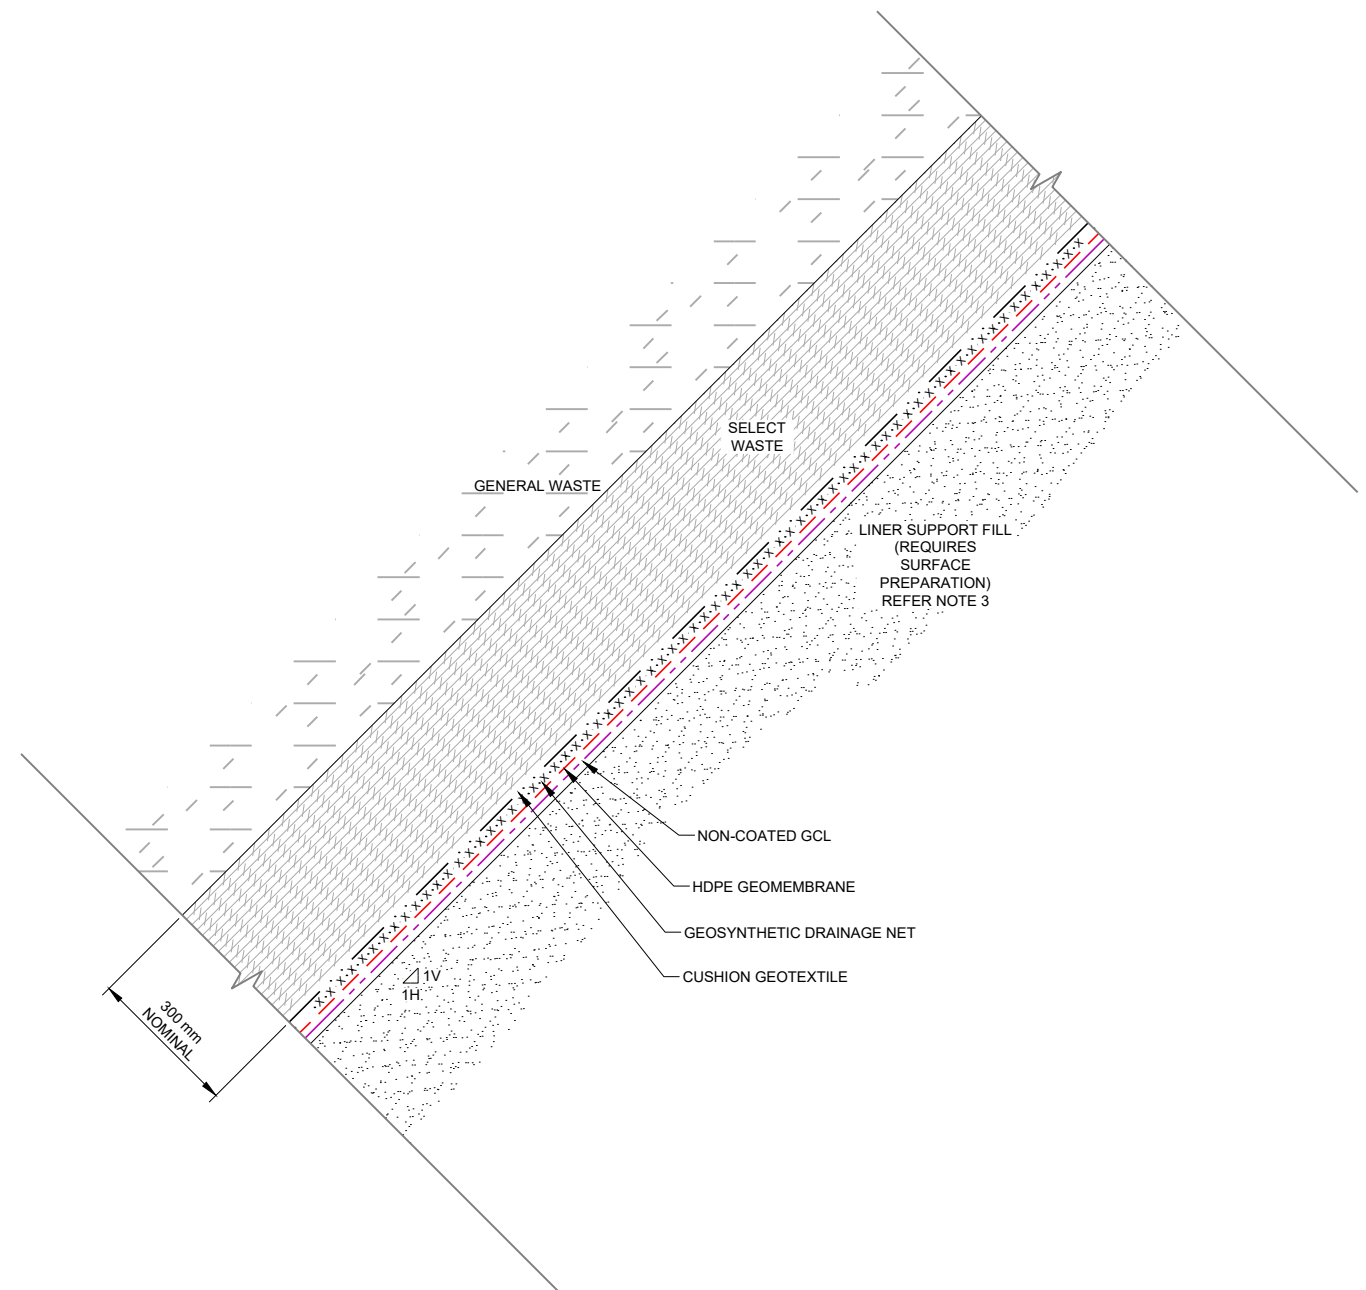 SELECT
WASTE
GENERAL WASTE
LINER SUPPORT FILL
(REQUIRES
SURFACE
PREPARATION)
REFER NOTE 3
NON-COATED GCL
HDPE GEOMEMBRANE
GEOSYNTHETIC DRAINAGE NET
CUSHION GEOTEXTILE
1V
1H
300 mm
NOMINAL